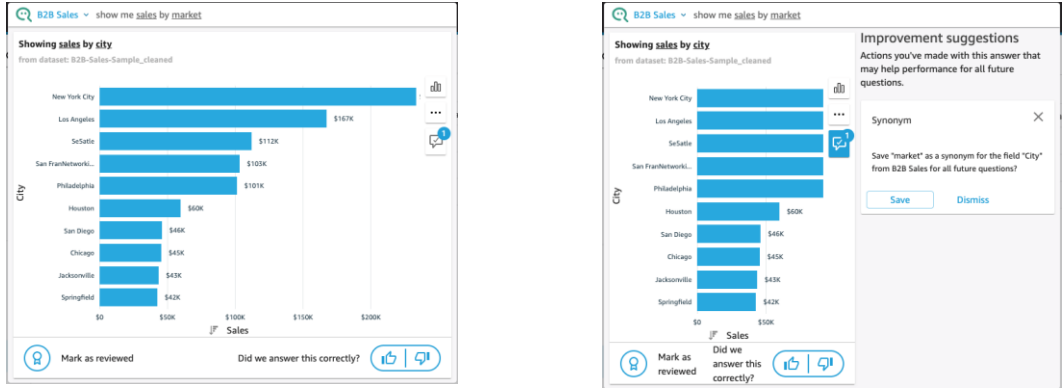 B2B Sales show me sales by market
Showing sales by city
from dataset: B2B-Sales-Sample_cleaned
New York City
Los Angeles $167K
SeSatle $112K
San FranNetworki... $103K
Philadelphia $101K
Houston $60K
San Diego $46K
Chicago $45K
Jacksonville $43K
Springfield $42K
City
$0 $50K $100K $150K $200K
Sales
1
Mark as reviewed Did we answer this correctly?
B2B Sales show me sales by market
Showing sales by city
from dataset: B2B-Sales-Sample_cleaned
New York City
Los Angeles
SeSatle
San FranNetworki...
Philadelphia
Houston $60K
San Diego $46K
Chicago $45K
Jacksonville $43K
Springfield $42K
City
$0 $50K
Sales
1
Mark as
reviewed
Did we
answer this
correctly?
Improvement suggestions
Actions you've made with this answer that
may help performance for all future
questions.
Synonym
Save "market" as a synonym for the field "City"
from B2B Sales for all future questions?
Save Dismiss